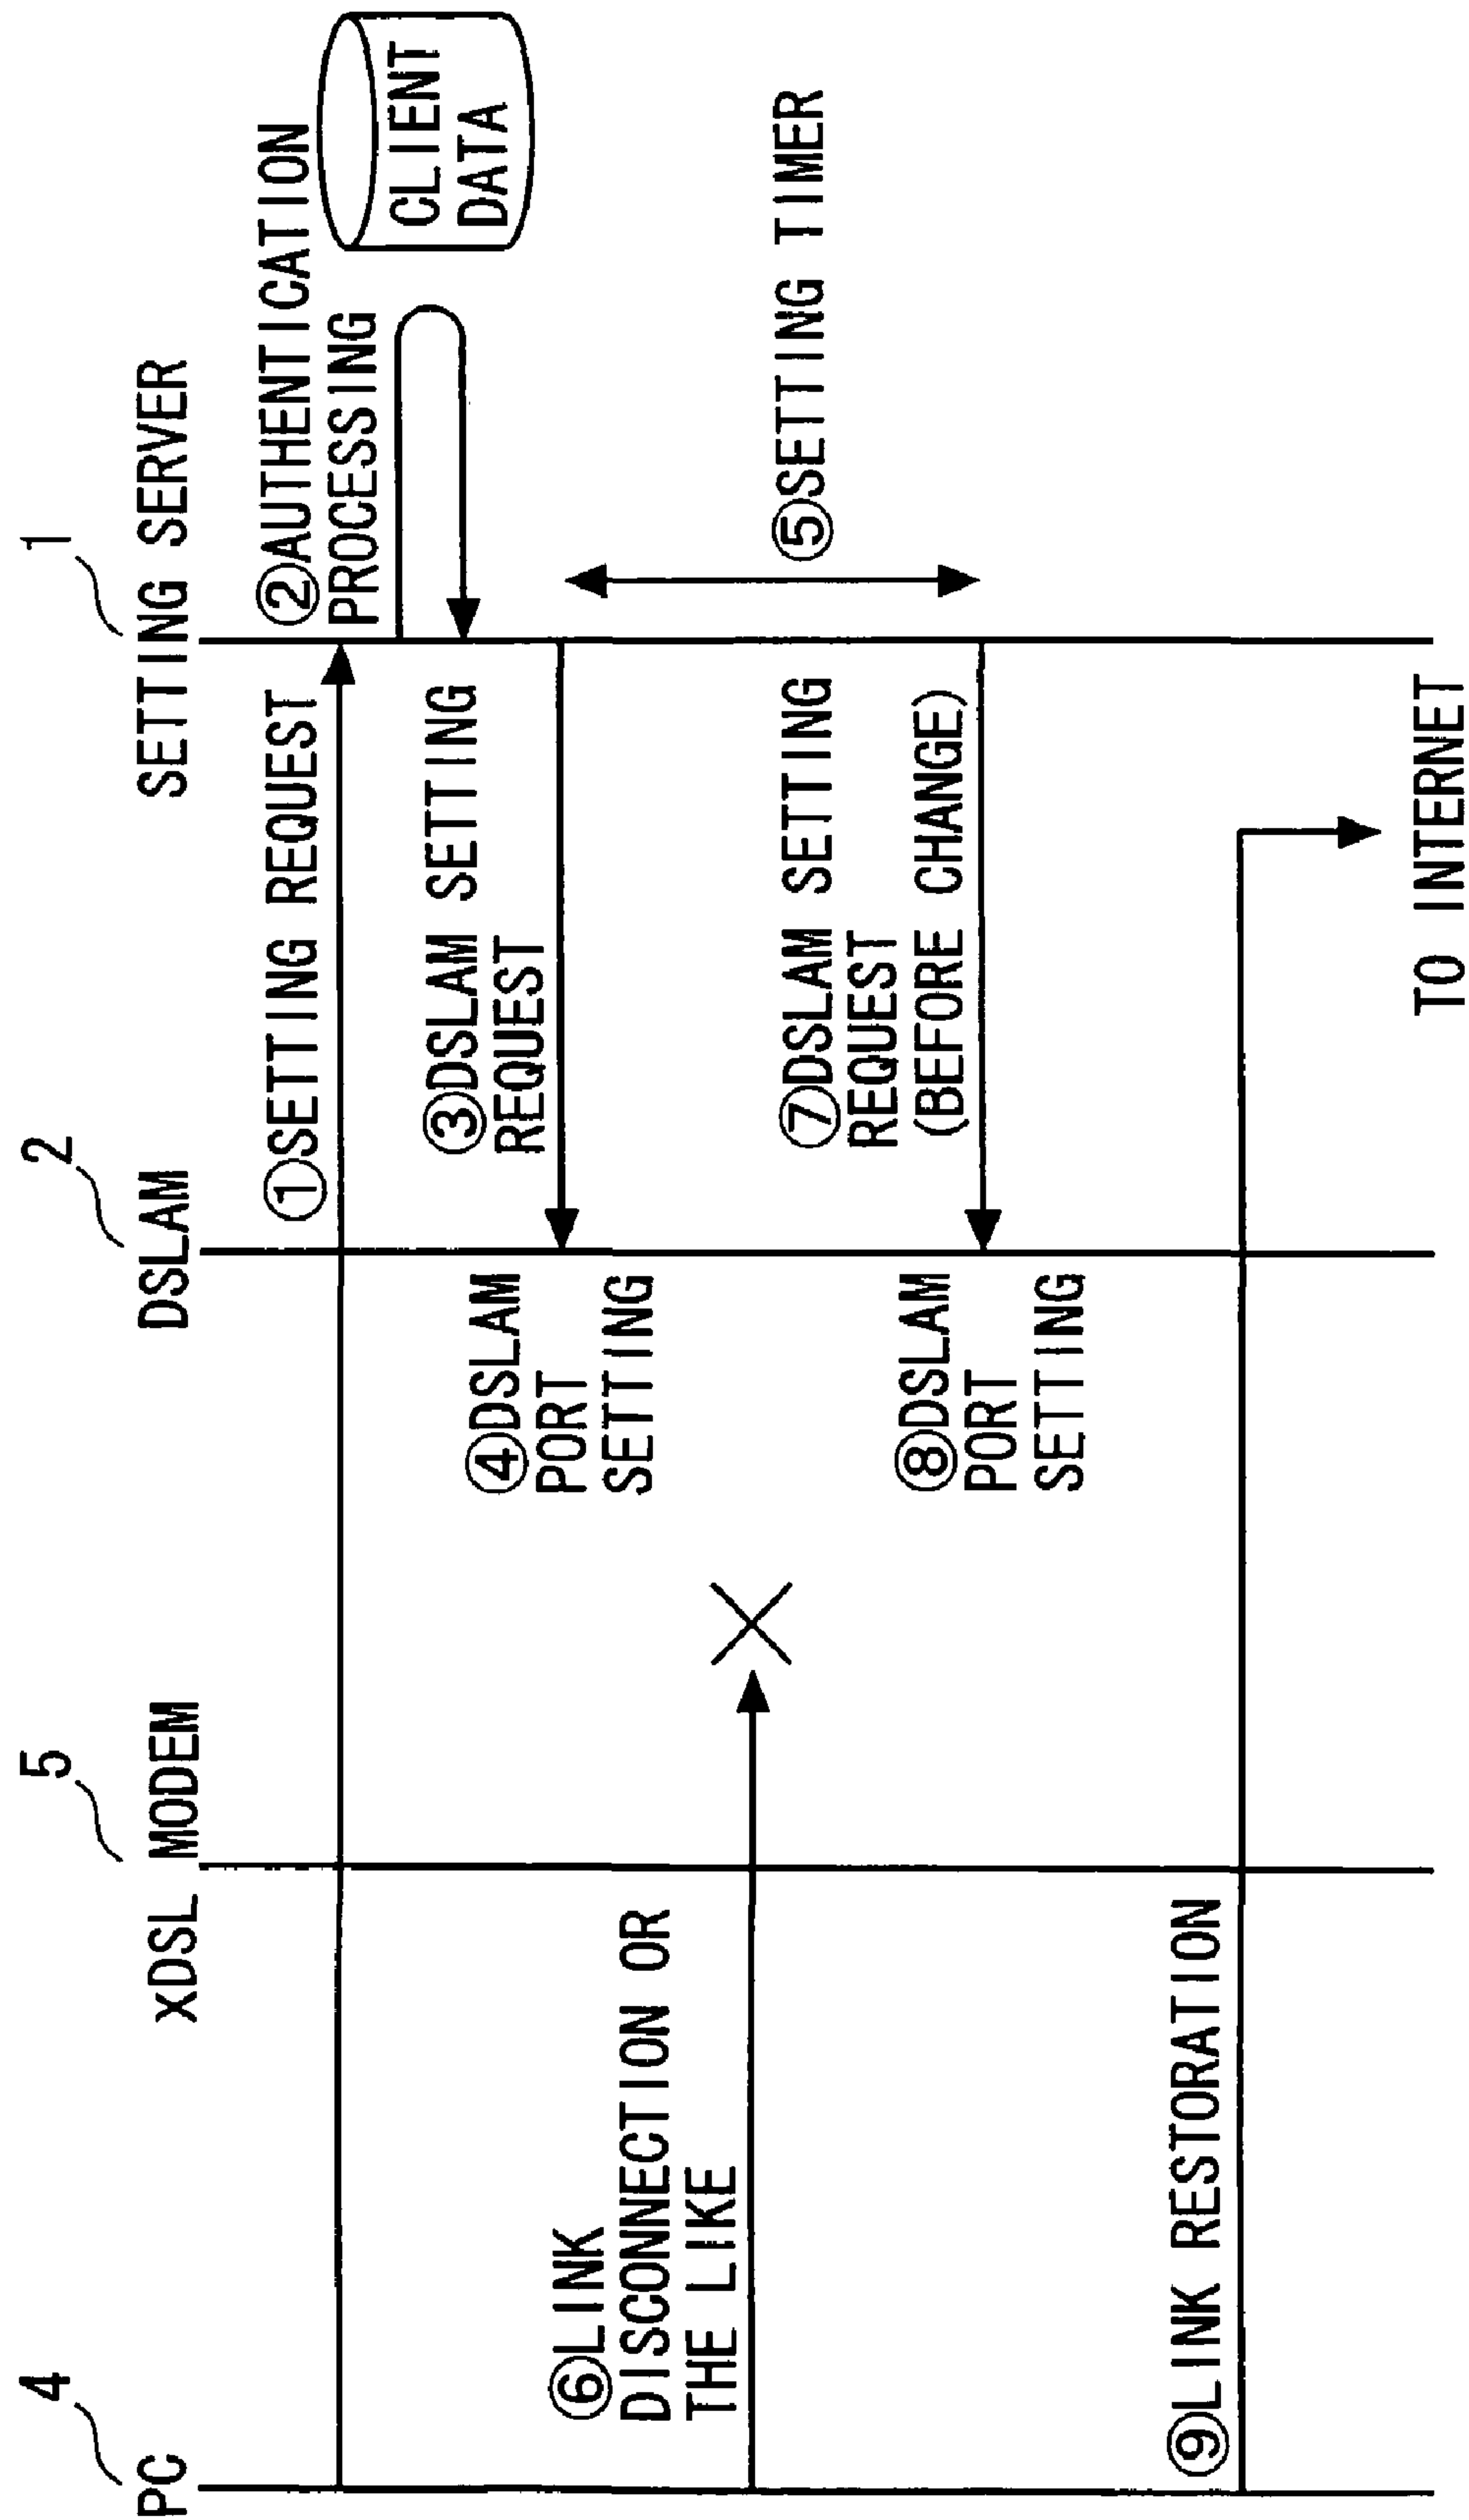 4
PC
5
xDSL MODEM
2
DSLAM
1
SETTING SERVER
①SETTING REQUEST
②AUTHENTICATION
PROCESSING
CLIENT
DATA
③DSLAM SETTING
REQUEST
④DSLAM
PORT
SETTING
⑤SETTING TIMER
⑥LINK
DISCONNECTION OR
THE LIKE
⑦DSLAM SETTING
REQUEST
(BEFORE CHANGE)
⑧DSLAM
PORT
SETTING
⑨LINK RESTORATION
TO INTERNET